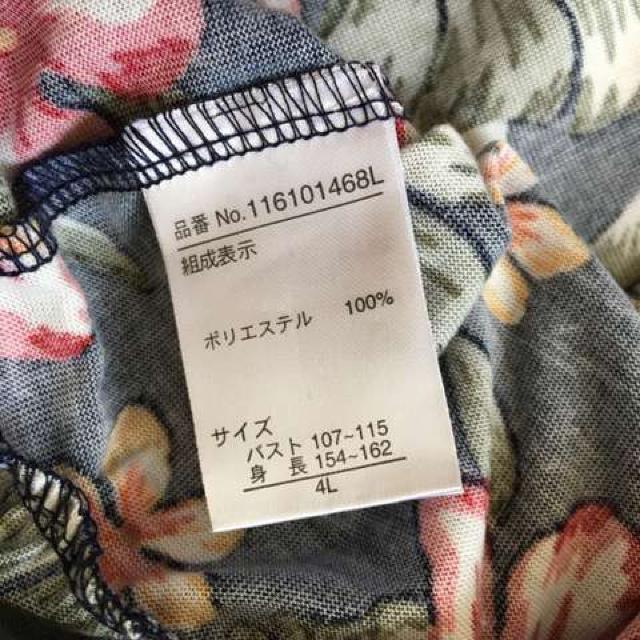 品番 No.116101468L
組成表示
ポリエステル 100%
サイズ
バスト 107~115
身 長 154~162
4L